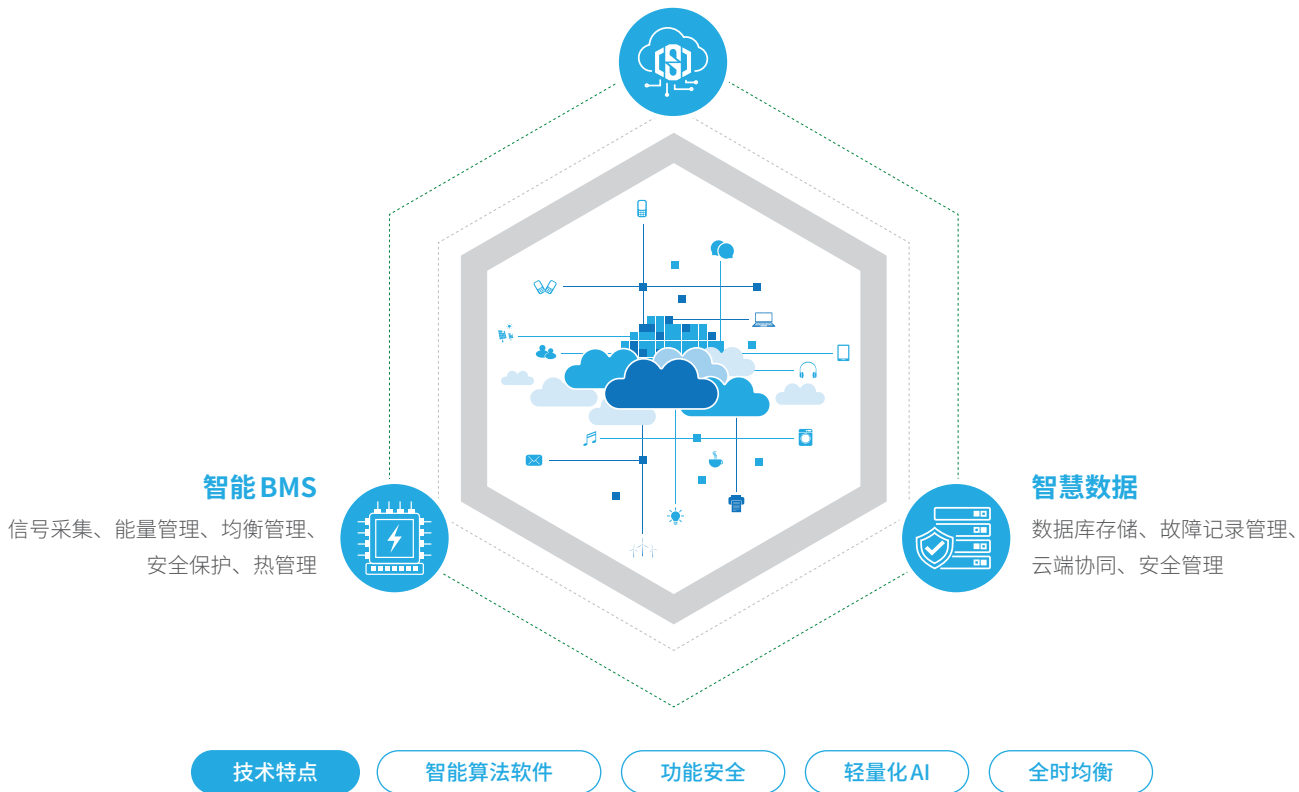 智能BMS
信号采集、能量管理、均衡管理、
安全保护、热管理
智慧数据
数据库存储、故障记录管理、
云端协同、安全管理
技术特点
智能算法软件
功能安全
轻量化AI
全时均衡